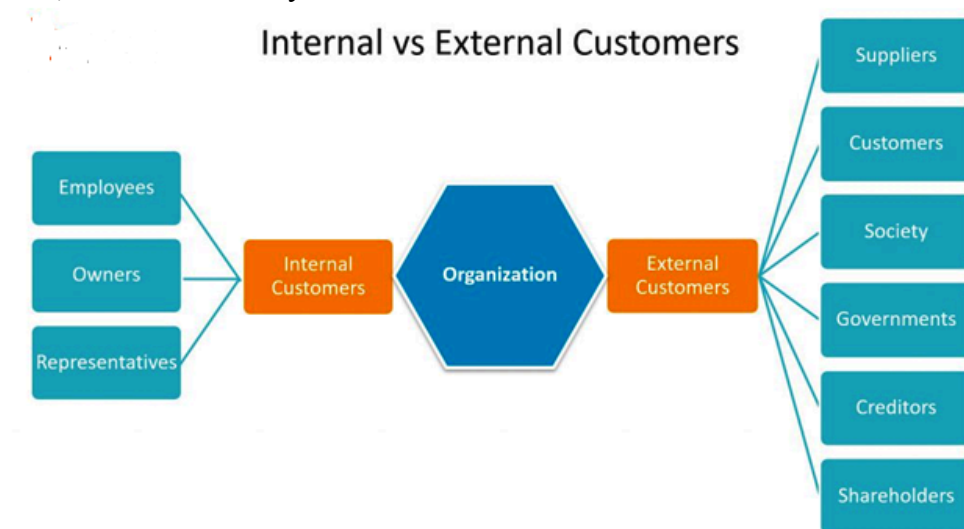 Internal vs External Customers
Employees
Owners
Representatives
Internal
Customers
Organization
External
Customers
Suppliers
Customers
Society
Governments
Creditors
Shareholders